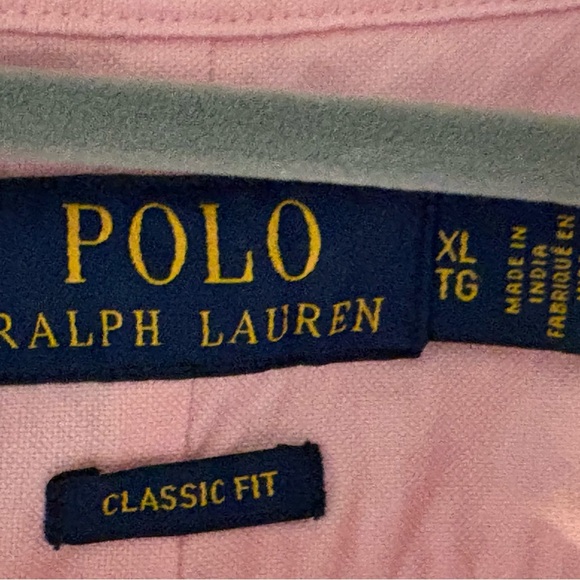 POLO
RALPH LAUREN
XL
TG
MADE IN
INDIA
FABRIQUÉ EN
CLASSIC FIT